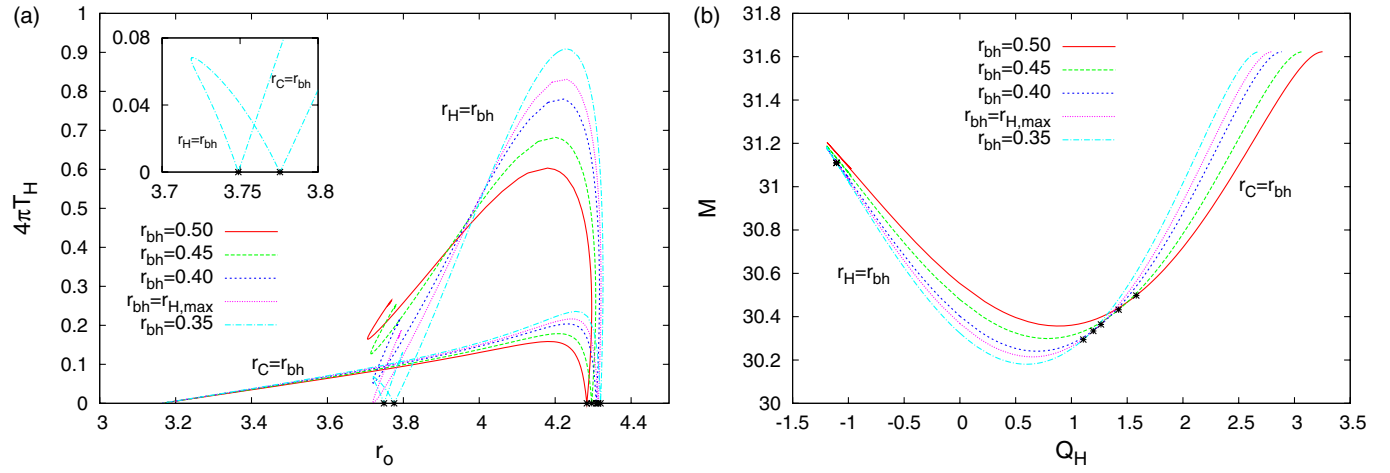 (a)
4πT_H
1
0.9
0.8
0.7
0.6
0.5
0.4
0.3
0.2
0.1
0
3
3.2
3.4
3.6
3.8
4
4.2
4.4
r_o
0.08
0.04
0
3.7
3.75
3.8
r_C=r_bh
r_H=r_bh
r_H=r_bh
r_bh=0.50
r_bh=0.45
r_bh=0.40
r_bh=r_H,max
r_bh=0.35
r_C=r_bh
(b)
M
31.8
31.6
31.4
31.2
31
30.8
30.6
30.4
30.2
30
-1.5
-1
-0.5
0
0.5
1
1.5
2
2.5
3
3.5
Q_H
r_bh=0.50
r_bh=0.45
r_bh=0.40
r_bh=r_H,max
r_bh=0.35
r_C=r_bh
r_H=r_bh